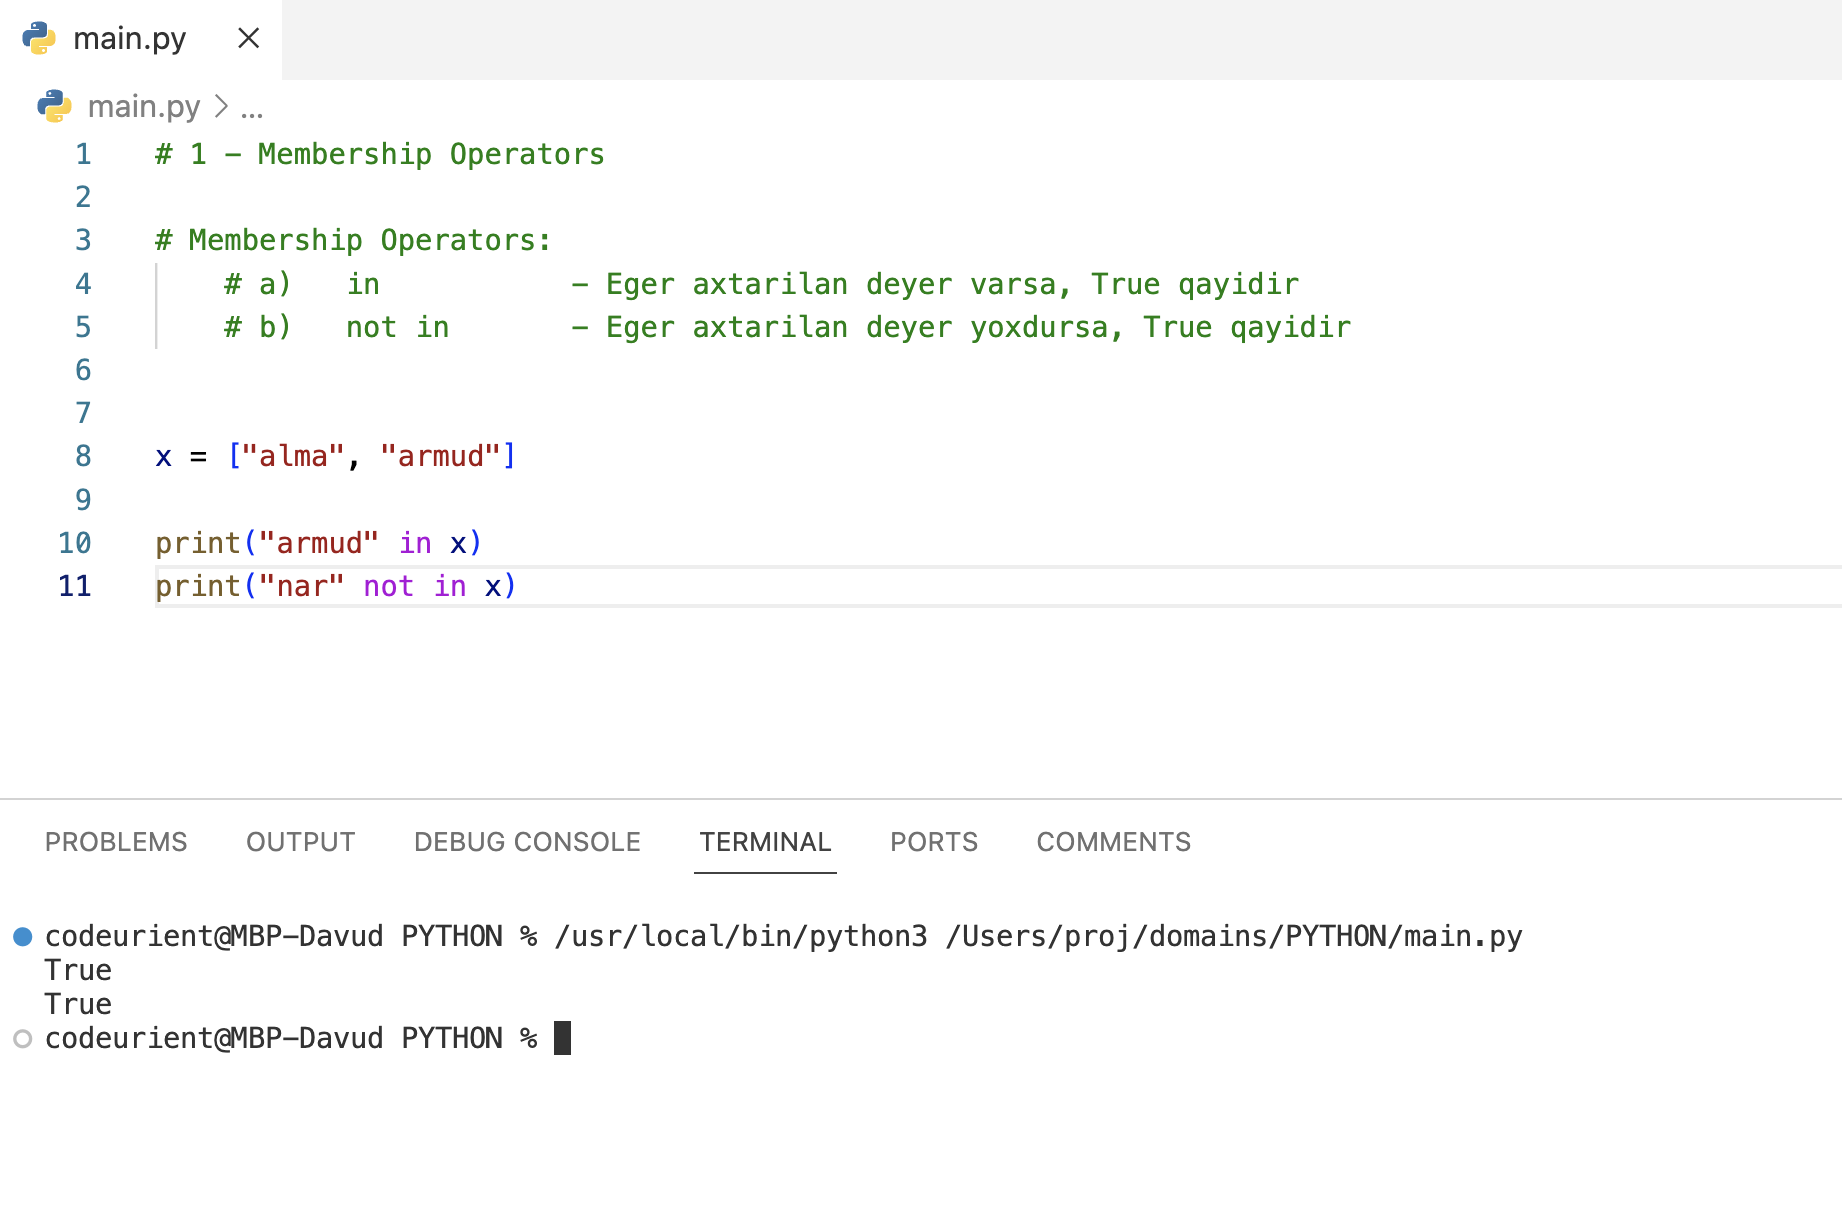 main.py
main.py > ...
1 # 1 - Membership Operators
2
3 # Membership Operators:
4     # a)   in           - Eger axtarilan deyer varsa, True qayidir
5     # b)   not in       - Eger axtarilan deyer yoxdursa, True qayidir
6
7
8 x = ["alma", "armud"]
9
10 print("armud" in x)
11 print("nar" not in x)
PROBLEMS OUTPUT DEBUG CONSOLE TERMINAL PORTS COMMENTS
codeurient@MBP-Davud PYTHON % /usr/local/bin/python3 /Users/proj/domains/PYTHON/main.py
True
True
codeurient@MBP-Davud PYTHON %